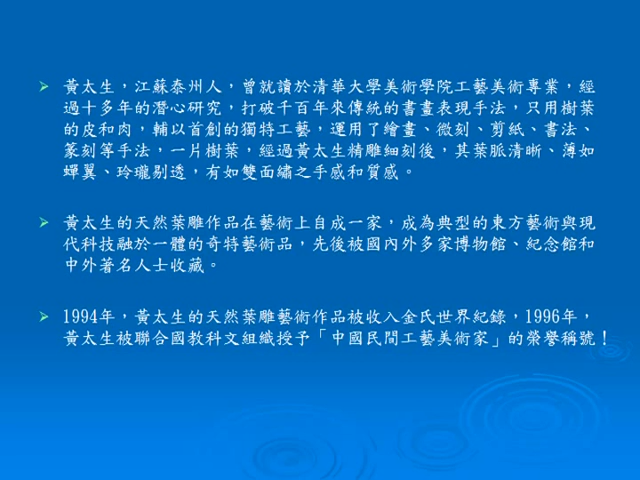 黃太生，江蘇泰州人，曾就讀於清華大學美術學院工藝美術專業，經
過十多年的潛心研究，打破千百年來傳統的書畫表現手法，只用樹葉
的皮和肉，輔以首創的獨特工藝，運用了繪畫、微刻、剪紙、書法、
篆刻等手法，一片樹葉，經過黃太生精雕細刻後，其葉脈清晰、薄如
蟬翼、玲瓏剔透，有如雙面繡之手感和質感。
黃太生的天然葉雕作品在藝術上自成一家，成為典型的東方藝術與現
代科技融於一體的奇特藝術品，先後被國內外多家博物館、紀念館和
中外著名人士收藏。
1994年，黃太生的天然葉雕藝術作品被收入金氏世界紀錄，1996年，
黃太生被聯合國教科文組織授予「中國民間工藝美術家」的榮譽稱號！